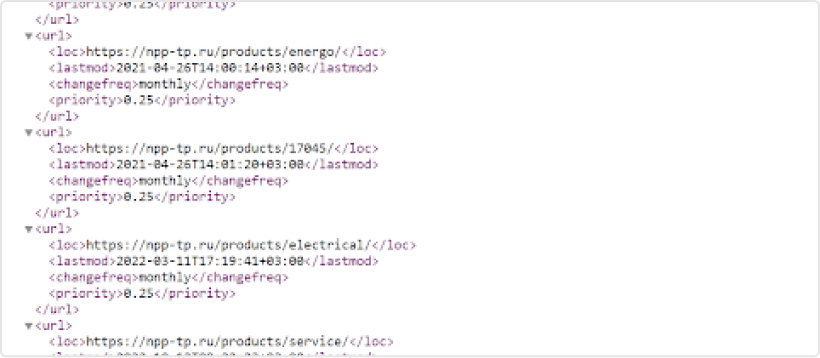 <priority>0.25</priority>
</url>
▼<url>
<loc>https://npp-tp.ru/products/energo/</loc>
<lastmod>2021-04-26T14:00:14+03:00</lastmod>
<changefreq>monthly</changefreq>
<priority>0.25</priority>
</url>
▼<url>
<loc>https://npp-tp.ru/products/17045/</loc>
<lastmod>2021-04-26T14:01:20+03:00</lastmod>
<changefreq>monthly</changefreq>
<priority>0.25</priority>
</url>
▼<url>
<loc>https://npp-tp.ru/products/electrical/</loc>
<lastmod>2022-03-11T17:19:41+03:00</lastmod>
<changefreq>monthly</changefreq>
<priority>0.25</priority>
</url>
▼<url>
<loc>https://npp-tp.ru/products/service/</loc>